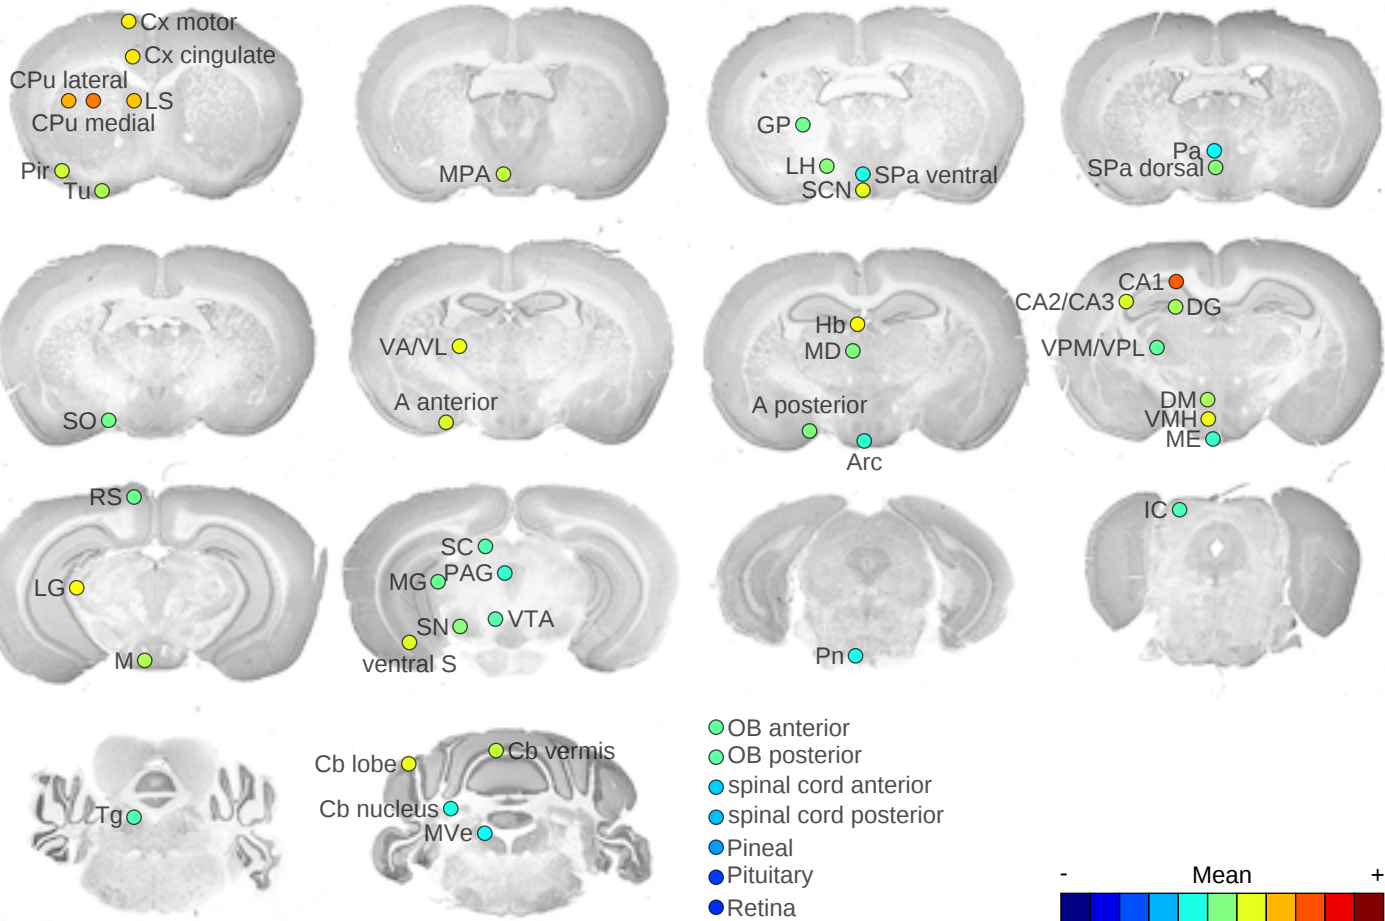 Cx motor
Cx cingulate
CPu lateral
LS
CPu medial
Pir
Tu
MPA
GP
LH
SPa ventral
SCN
Pa
SPa dorsal
SO
VA/VL
A anterior
Hb
MD
A posterior
Arc
CA1
CA2/CA3
DG
VPM/VPL
DM
VMH
ME
RS
LG
M
SC
MG
PAG
SN
VTA
ventral S
Pn
IC
Tg
Cb lobe
Cb vermis
Cb nucleus
MVe
OB anterior
OB posterior
spinal cord anterior
spinal cord posterior
Pineal
Pituitary
Retina
- Mean +